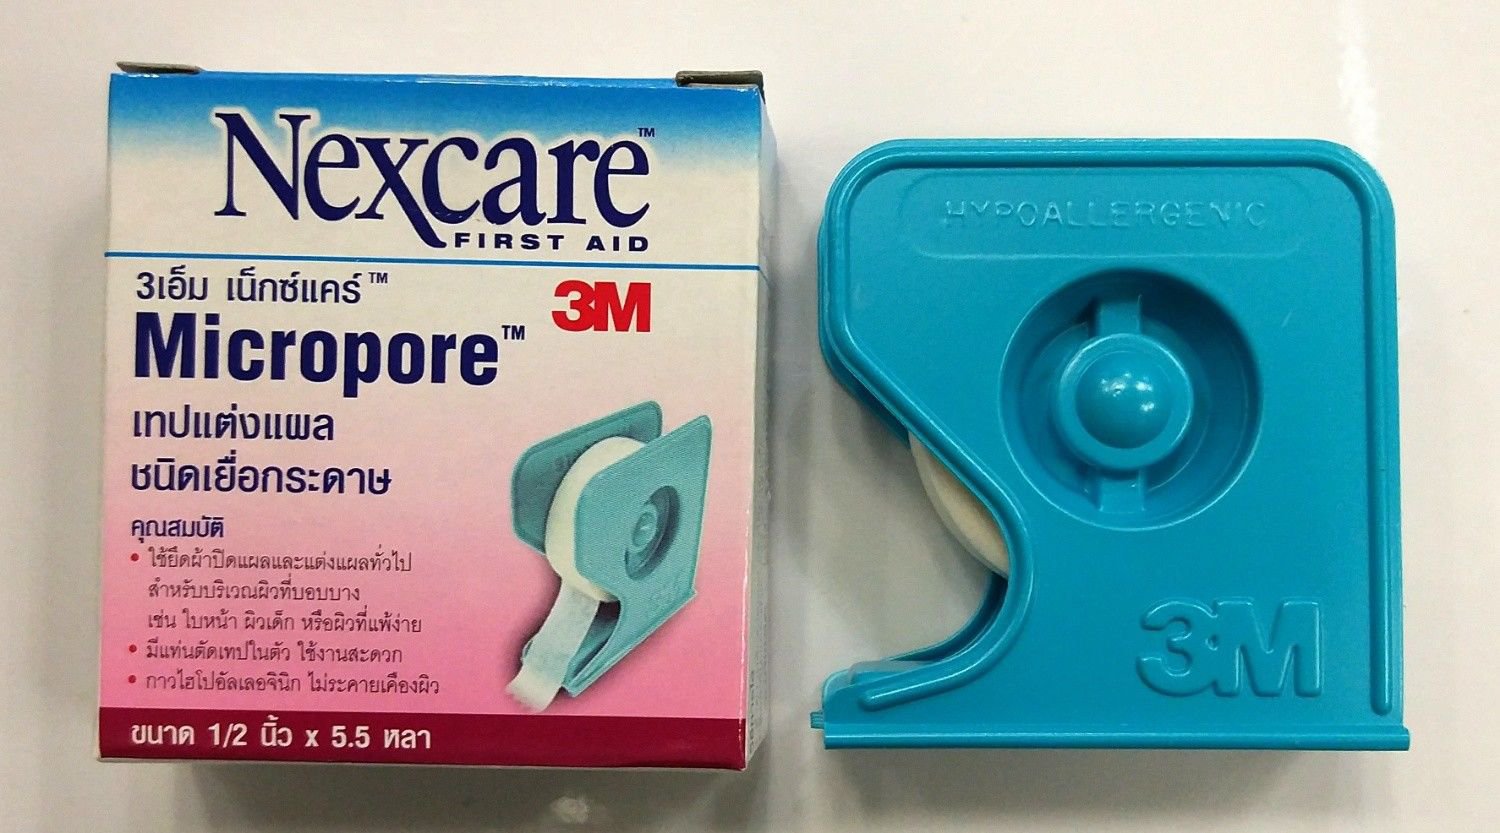 Nexcare™
FIRST AID
3เอ็ม เน็กซ์แคร์™
3M
Micropore™
เทปแต่งแผล
ชนิดเยื่อกระดาษ
คุณสมบัติ
• ใช้ยึดผ้าปิดแผลและแต่งแผลทั่วไป
สำหรับบริเวณผิวที่บอบบาง
เช่น ใบหน้า ผิวเด็ก หรือผิวที่แพ้ง่าย
• มีแท่นตัดเทปในตัว ใช้งานสะดวก
• กาวไฮโปอัลเลอจินิก ไม่ระคายเคืองผิว
ขนาด 1/2 นิ้ว x 5.5 หลา
HYPOALLERGENIC
3M